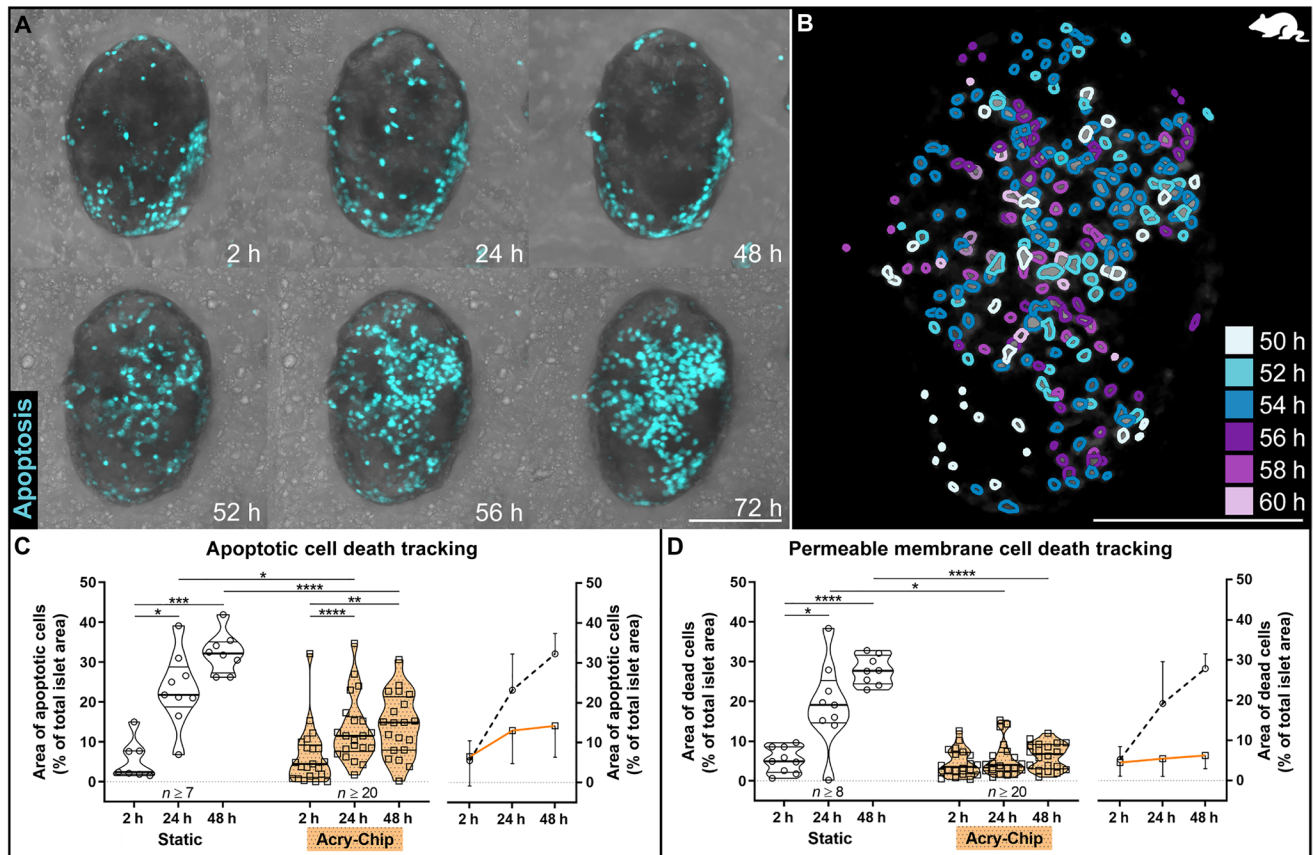 A
B
2 h
24 h
48 h
Apoptosis
52 h
56 h
72 h
50 h
52 h
54 h
56 h
58 h
60 h
C
Apoptotic cell death tracking
Area of apoptotic cells
(% of total islet area)
50
40
30
20
10
0
*
****
***
**
*
****
n ≥ 7
n ≥ 20
2 h
24 h
48 h
2 h
24 h
48 h
Static
Acry-Chip
2 h
24 h
48 h
50
40
30
20
10
0
Area of apoptotic cells
(% of total islet area)
D
Permeable membrane cell death tracking
Area of dead cells
(% of total islet area)
50
40
30
20
10
0
****
*
****
*
n ≥ 8
n ≥ 20
2 h
24 h
48 h
2 h
24 h
48 h
Static
Acry-Chip
2 h
24 h
48 h
50
40
30
20
10
0
Area of dead cells
(% of total islet area)